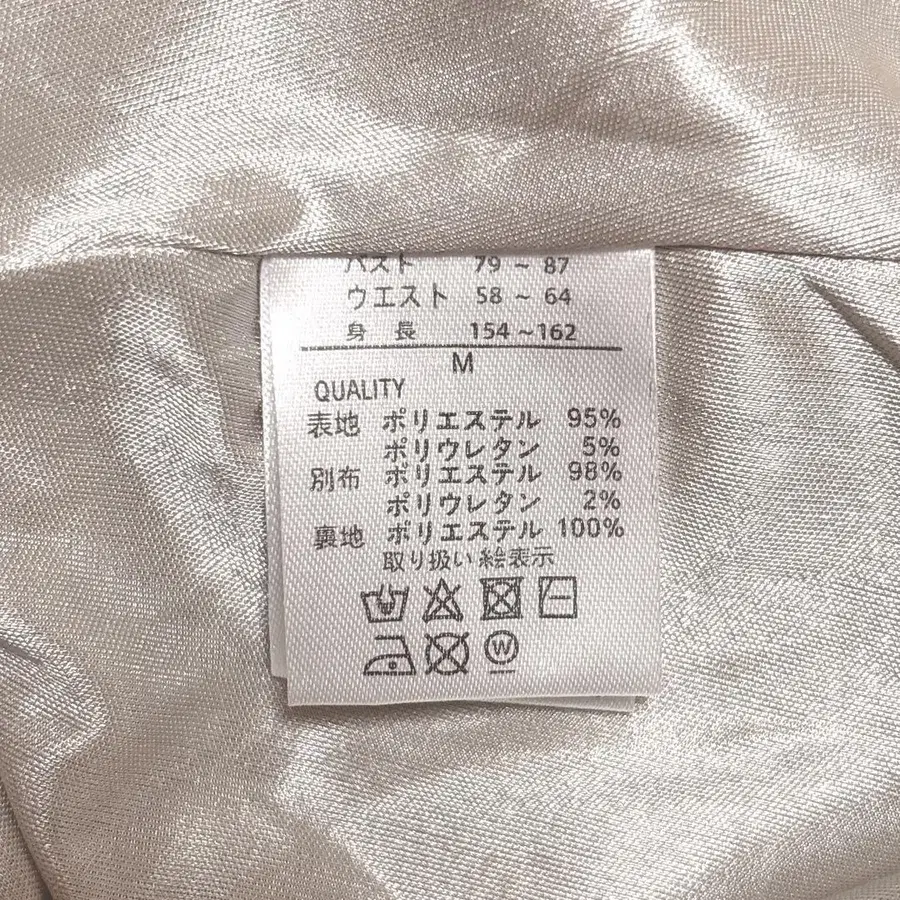 バスト 79 ~ 87
ウエスト 58 ~ 64
身長 154~162
M
QUALITY
表地 ポリエステル 95%
ポリウレタン 5%
別布 ポリエステル 98%
ポリウレタン 2%
裏地 ポリエステル 100%
取り扱い絵表示
W